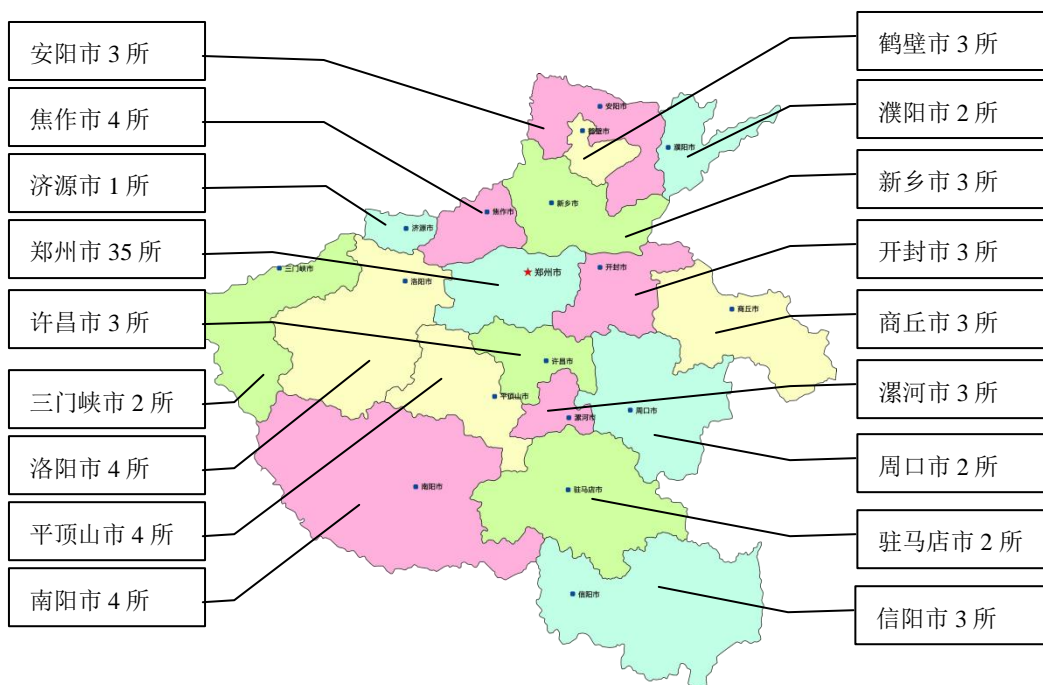 安阳市 3 所
焦作市 4 所
济源市 1 所
郑州市 35 所
许昌市 3 所
三门峡市 2 所
洛阳市 4 所
平顶山市 4 所
南阳市 4 所
鹤壁市 3 所
濮阳市 2 所
新乡市 3 所
开封市 3 所
商丘市 3 所
漯河市 3 所
周口市 2 所
驻马店市 2 所
信阳市 3 所
安阳市
鹤壁市
濮阳市
新乡市
焦作市
济源市
三门峡市
洛阳市
郑州市
开封市
商丘市
许昌市
平顶山市
漯河市
周口市
南阳市
驻马店市
信阳市